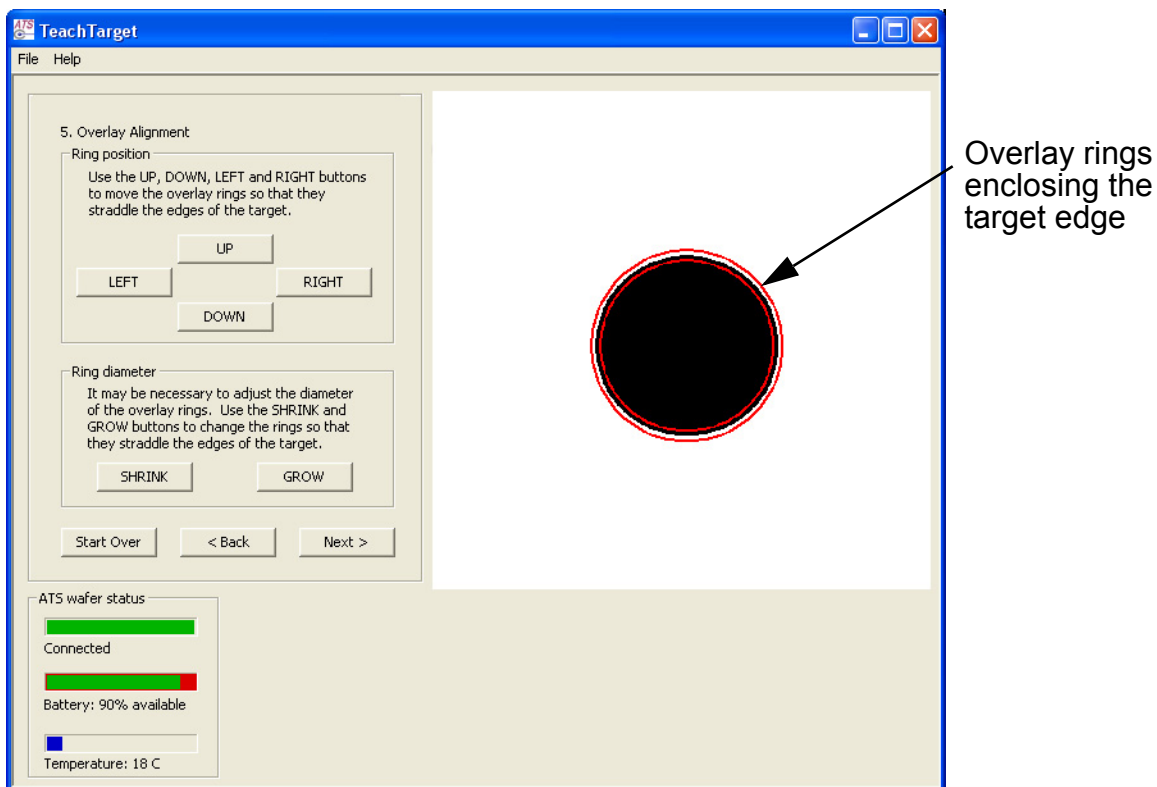 ATS
TeachTarget
File Help
5. Overlay Alignment
Ring position
Use the UP, DOWN, LEFT and RIGHT buttons
to move the overlay rings so that they
straddle the edges of the target.
UP
LEFT
RIGHT
DOWN
Ring diameter
It may be necessary to adjust the diameter
of the overlay rings. Use the SHRINK and
GROW buttons to change the rings so that
they straddle the edges of the target.
SHRINK
GROW
Start Over
< Back
Next >
ATS wafer status
Connected
Battery: 90% available
Temperature: 18 C
Overlay rings
enclosing the
target edge